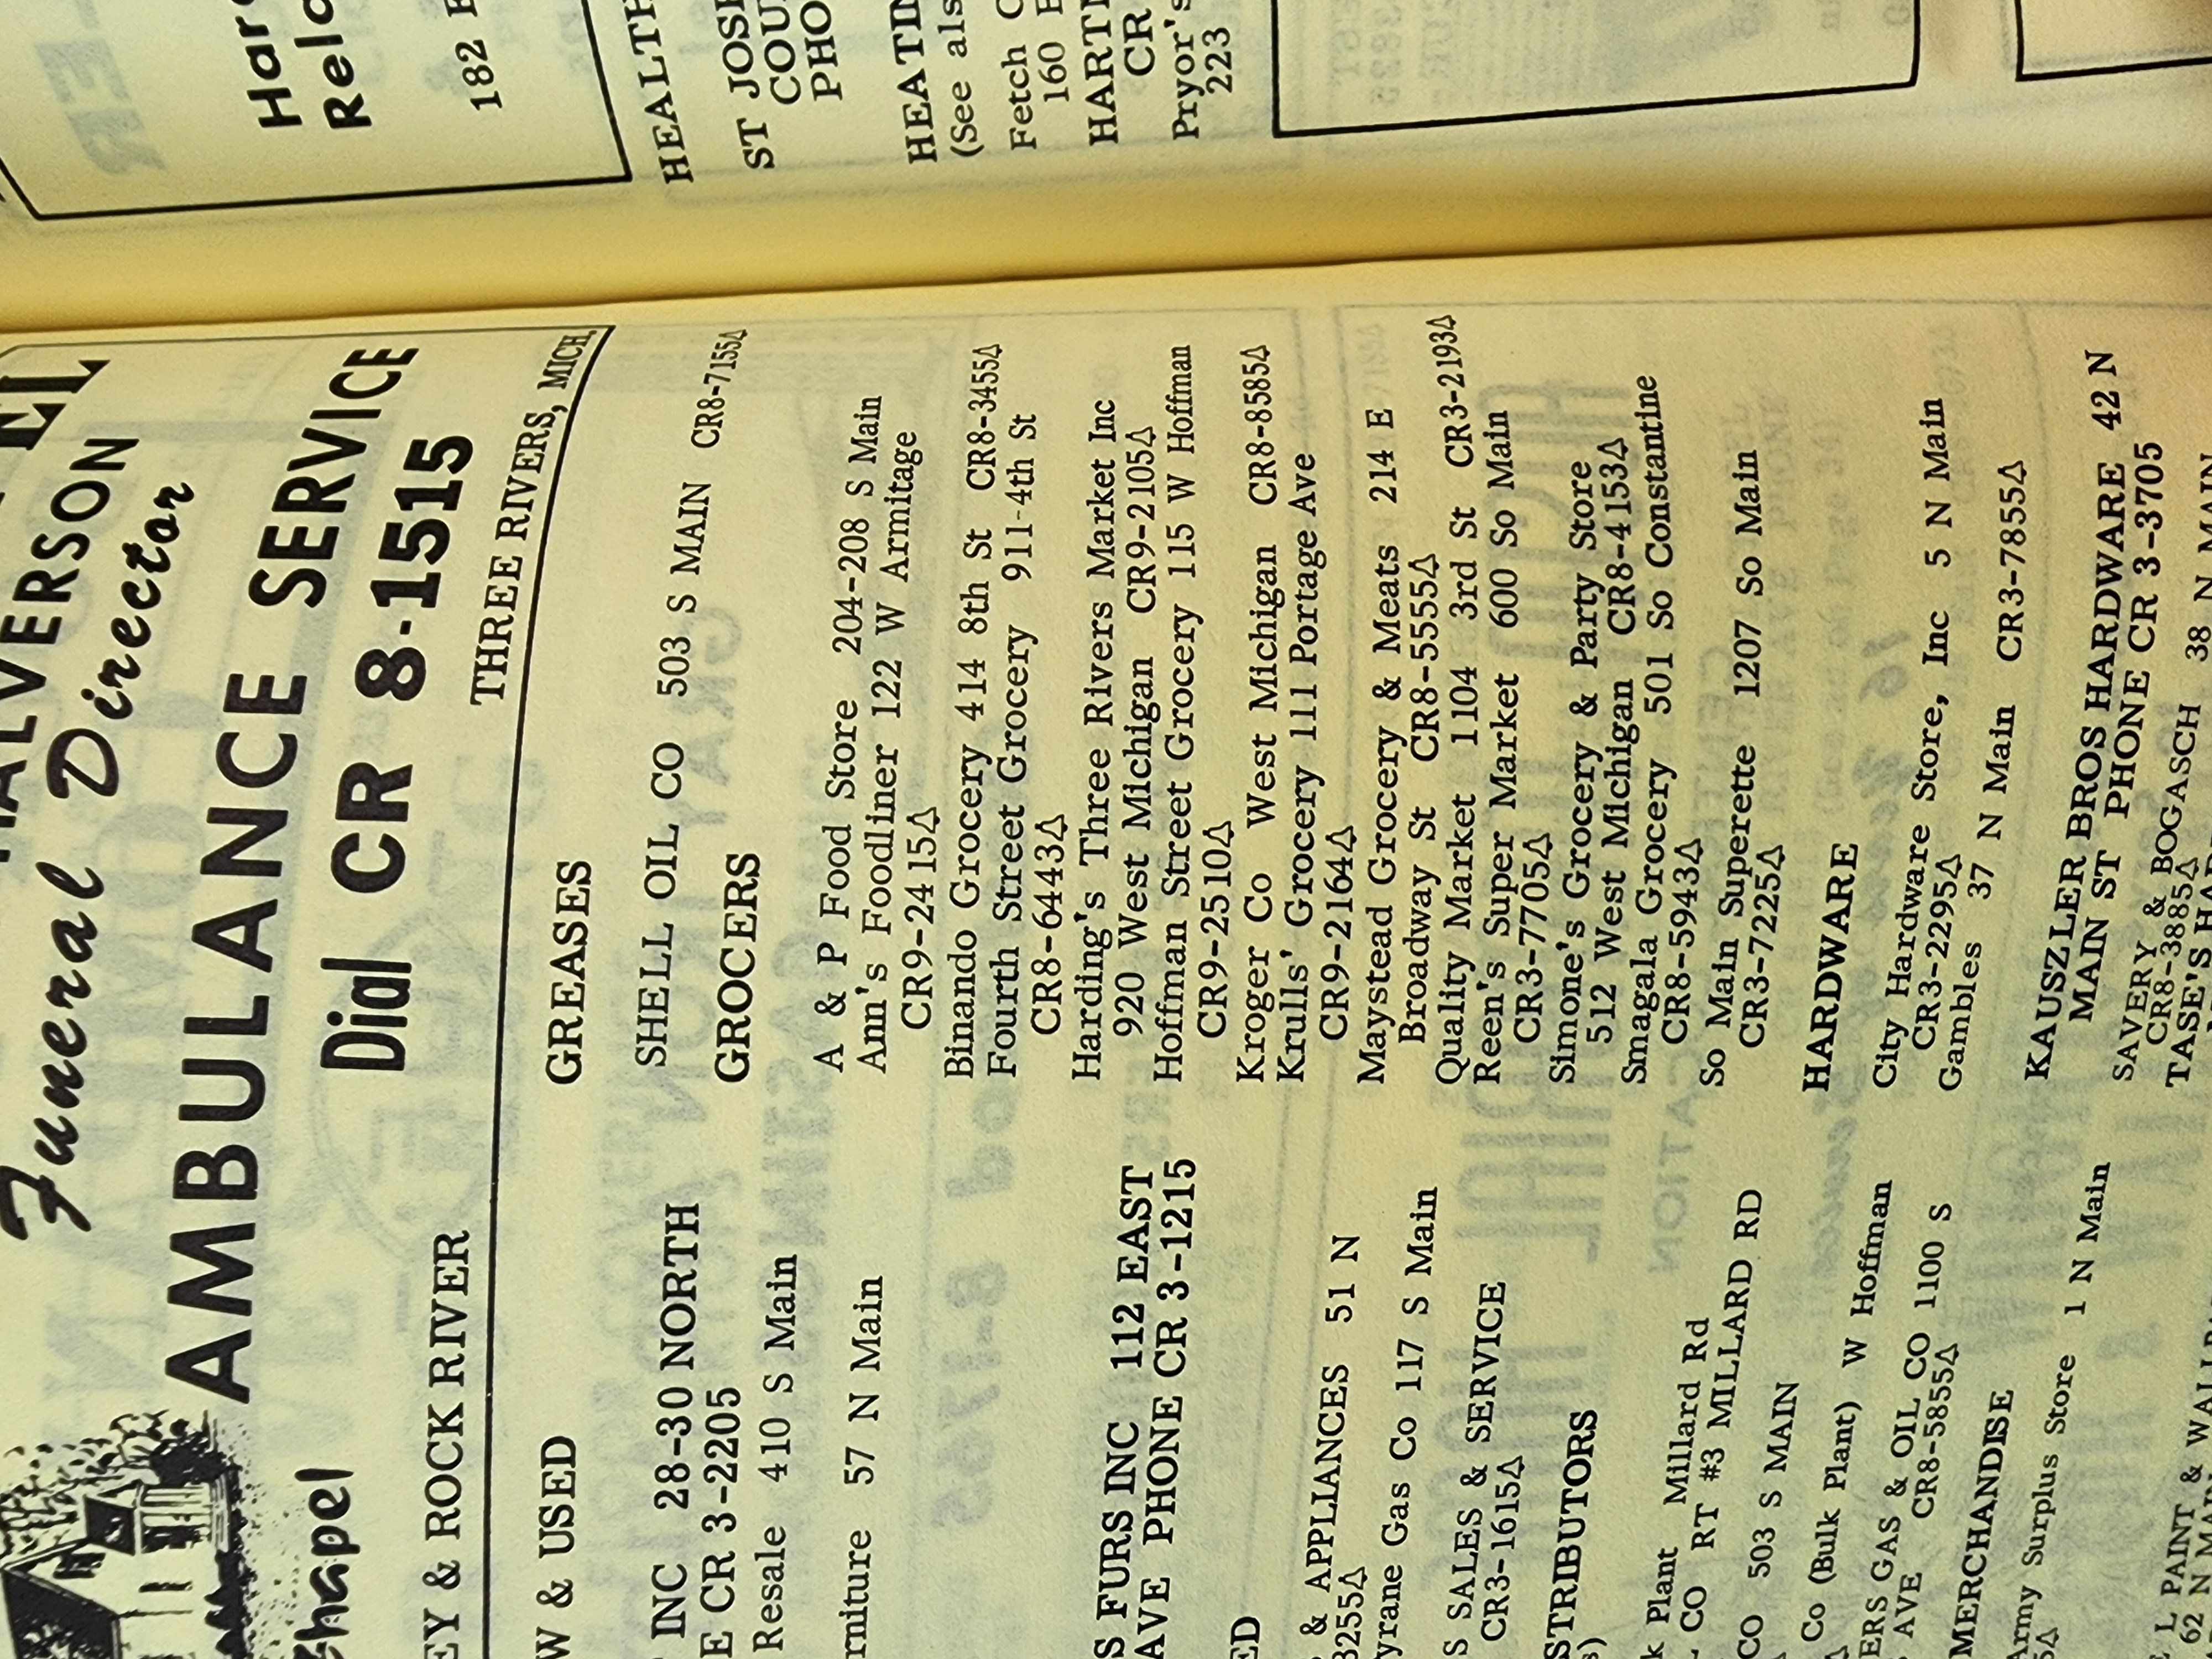 EL
HALVERSON
Funeral Director
AMBULANCE SERVICE
Chapel
Dial CR 8-1515
EY & ROCK RIVER
THREE RIVERS, MICH.
W & USED
INC 28-30 NORTH
E CR 3-2205
Resale 410 S Main
rniture 57 N Main
S FURS INC 112 EAST
AVE PHONE CR 3-1215
ED
& APPLIANCES 51 N
8255△
yrane Gas Co 117 S Main
S SALES & SERVICE
CR3-1615△
STRIBUTORS
s)
k Plant Millard Rd
L CO RT #3 MILLARD RD
CO 503 S MAIN
Co (Bulk Plant) W Hoffman
ERS GAS & OIL CO 1100 S
AVE CR8-5855△
MERCHANDISE
Army Surplus Store 1 N Main
5△
L PAINT &
62 N
GREASES
SHELL OIL CO 503 S MAIN CR8-7155△
GROCERS
A & P Food Store 204-208 S Main
Ann's Foodliner 122 W Armitage
CR9-2415△
Binando Grocery 414 8th St CR8-3455△
Fourth Street Grocery 911-4th St
CR8-6443△
Harding's Three Rivers Market Inc
920 West Michigan CR9-2105△
Hoffman Street Grocery 115 W Hoffman
CR9-2510△
Kroger Co West Michigan CR8-8585△
Krulls' Grocery 111 Portage Ave
CR9-2164△
Maystead Grocery & Meats 214 E
Broadway St CR8-5555△
Quality Market 1104 3rd St CR3-2193△
Reen's Super Market 600 So Main
CR3-7705△
Simone's Grocery & Party Store
512 West Michigan CR8-4153△
Smagala Grocery 501 So Constantine
CR8-5943△
So Main Superette 1207 So Main
CR3-7225△
HARDWARE
City Hardware Store, Inc 5 N Main
CR3-2295△
Gambles 37 N Main CR3-7855△
KAUSZLER BROS HARDWARE 42 N
MAIN ST PHONE CR 3-3705
SAVERY & BOGASCH 38 N MAIN
CR8-3885△
TASE'S
Har
Rela
182 E
HEALTH
ST JOSE
COU
PHO
HEATIN
(See als
Fetch C
160 E
HARTI
CR
Pryor's
223